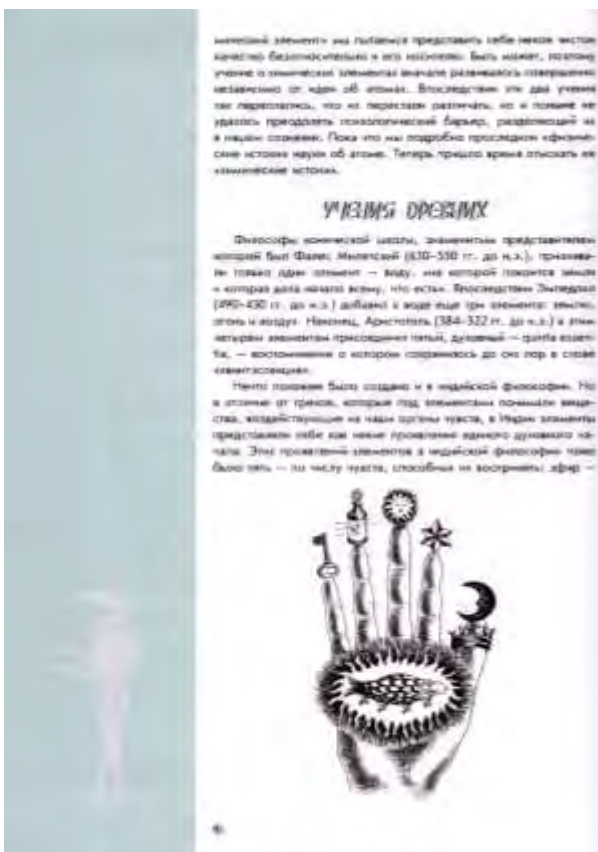 мический элемент» мы пытаемся представить себе некое чистое
качество безотносительно к его носителю. Быть может, поэтому
учение о химических элементах вначале развивалось совершенно
независимо от идеи об атомах. Впоследствии эти два учения
так переплелись, что их перестали различать, но и поныне не
удалось преодолеть психологический барьер, разделяющий их
в нашем сознании. Пока что мы подробно проследили «физиче-
ские истоки» науки об атоме. Теперь пришло время отыскать её
«химические истоки».
УЧЕНИЯ ДРЕВНИХ
Философы ионической школы, знаменитым представителем
которой был Фалес Милетский (630–550 гг. до н.э.), признава-
ли только один элемент — воду, «на которой покоится земля
и которая дала начало всему, что есть». Впоследствии Эмпедокл
(490–430 гг. до н.э.) добавил к воде еще три элемента: землю,
огонь и воздух. Наконец, Аристотель (384–322 гг. до н.э.) к этим
четырем элементам присоединил пятый, духовный — quinta essen-
tia, — воспоминание о котором сохранилось до сих пор в слове
«квинтэссенция».
Нечто похожее было создано и в индийской философии. Но
в отличие от греков, которые под элементами понимали веще-
ства, воздействующие на наши органы чувств, в Индии элементы
представляли себе как некие проявления единого духовного на-
чала. Этих проявлений-элементов в индийской философии тоже
было пять — по числу чувств, способных их воспринять: эфир —